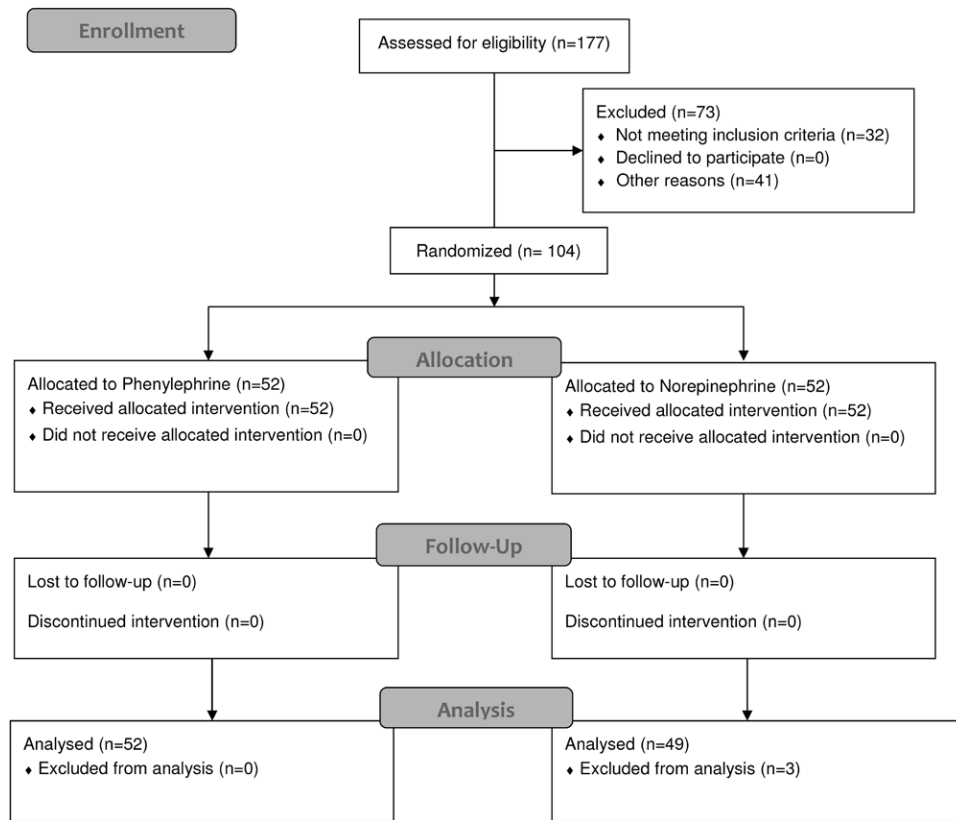 Enrollment
Assessed for eligibility (n=177)
Excluded (n=73)
♦ Not meeting inclusion criteria (n=32)
♦ Declined to participate (n=0)
♦ Other reasons (n=41)
Randomized (n= 104)
Allocation
Allocated to Phenylephrine (n=52)
♦ Received allocated intervention (n=52)
♦ Did not receive allocated intervention (n=0)
Allocated to Norepinephrine (n=52)
♦ Received allocated intervention (n=52)
♦ Did not receive allocated intervention (n=0)
Follow-Up
Lost to follow-up (n=0)
Discontinued intervention (n=0)
Lost to follow-up (n=0)
Discontinued intervention (n=0)
Analysis
Analysed (n=52)
♦ Excluded from analysis (n=0)
Analysed (n=49)
♦ Excluded from analysis (n=3)